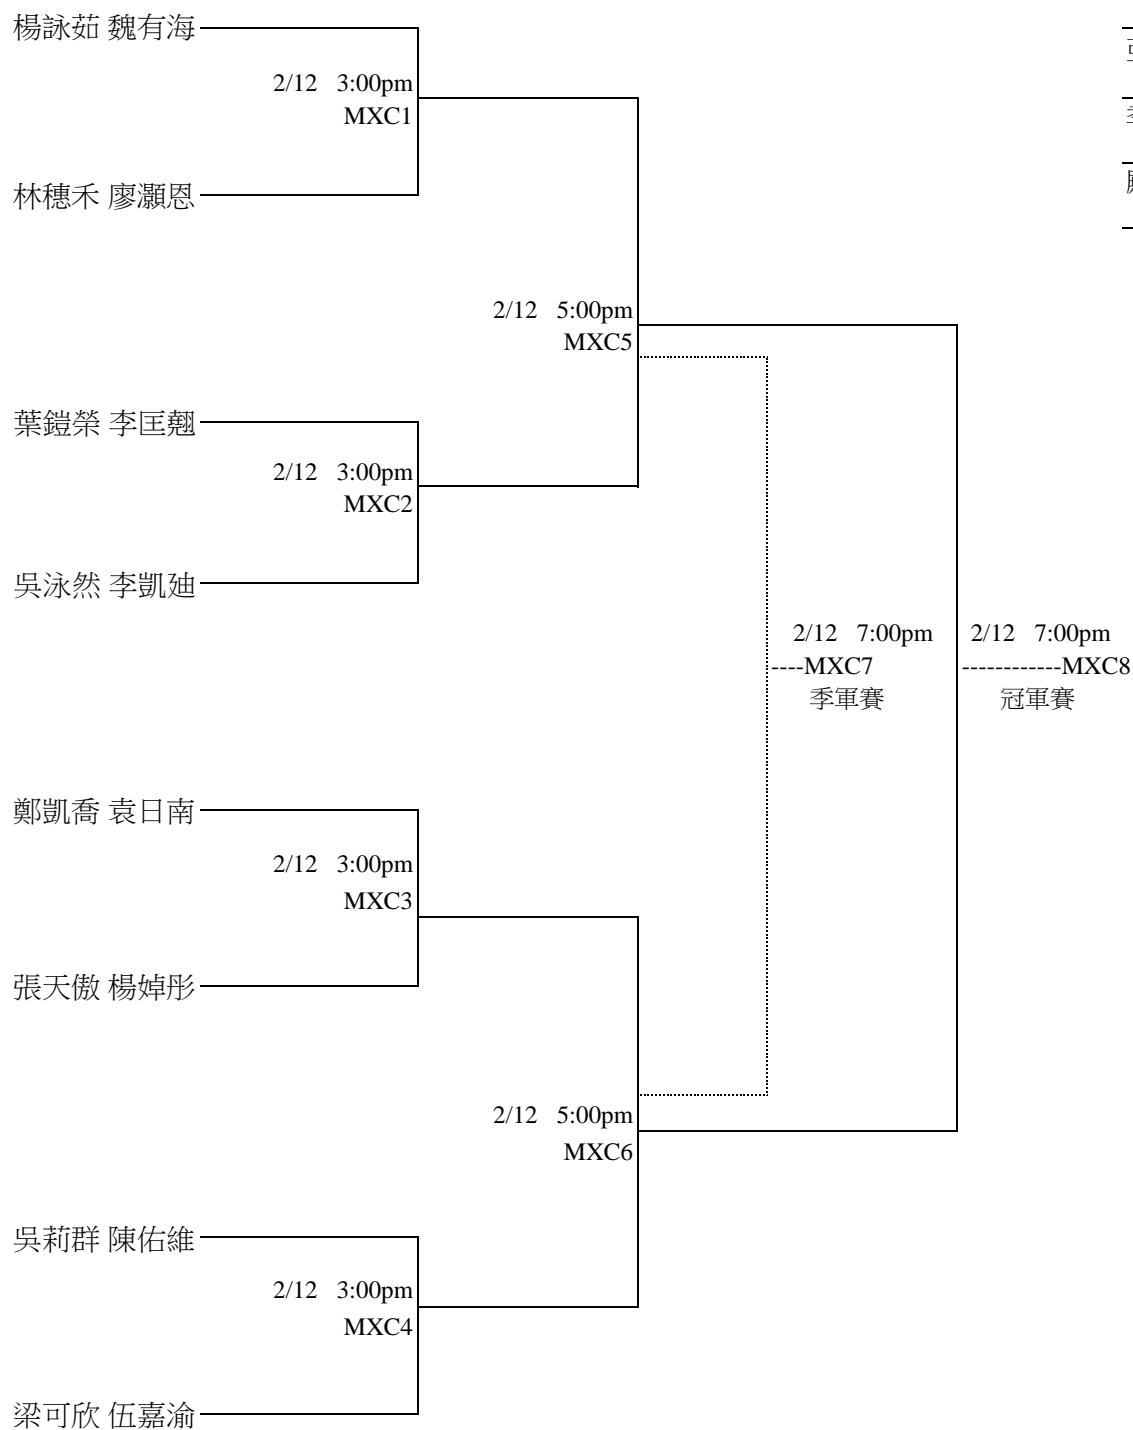 楊詠茹 魏有海
2/12 3:00pm
MXC1
林穗禾 廖灝恩
2/12 5:00pm
MXC5
葉鎧榮 李匡翹
2/12 3:00pm
MXC2
吳泳然 李凱廸
2/12 7:00pm
----MXC7
季軍賽
2/12 7:00pm
------------MXC8
冠軍賽
鄭凱喬 袁日南
2/12 3:00pm
MXC3
張天傲 楊婥彤
2/12 5:00pm
MXC6
吳莉群 陳佑維
2/12 3:00pm
MXC4
梁可欣 伍嘉渝